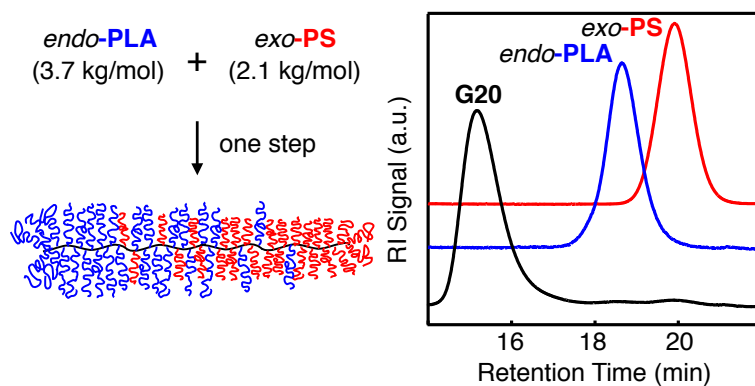 endo-PLA + exo-PS
(3.7 kg/mol) (2.1 kg/mol)
one step
exo-PS
endo-PLA
G20
RI Signal (a.u.)
16 18 20
Retention Time (min)